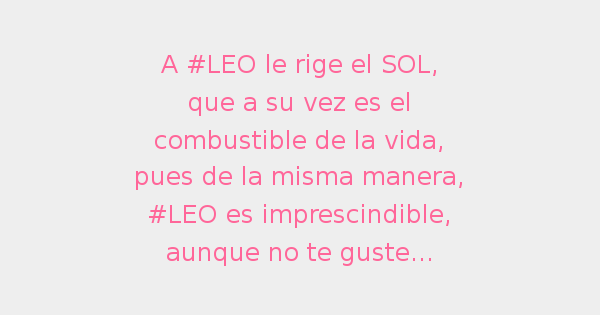 A #LEO le rige el SOL,
que a su vez es el
combustible de la vida,
pues de la misma manera,
#LEO es imprescindible,
aunque no te guste...